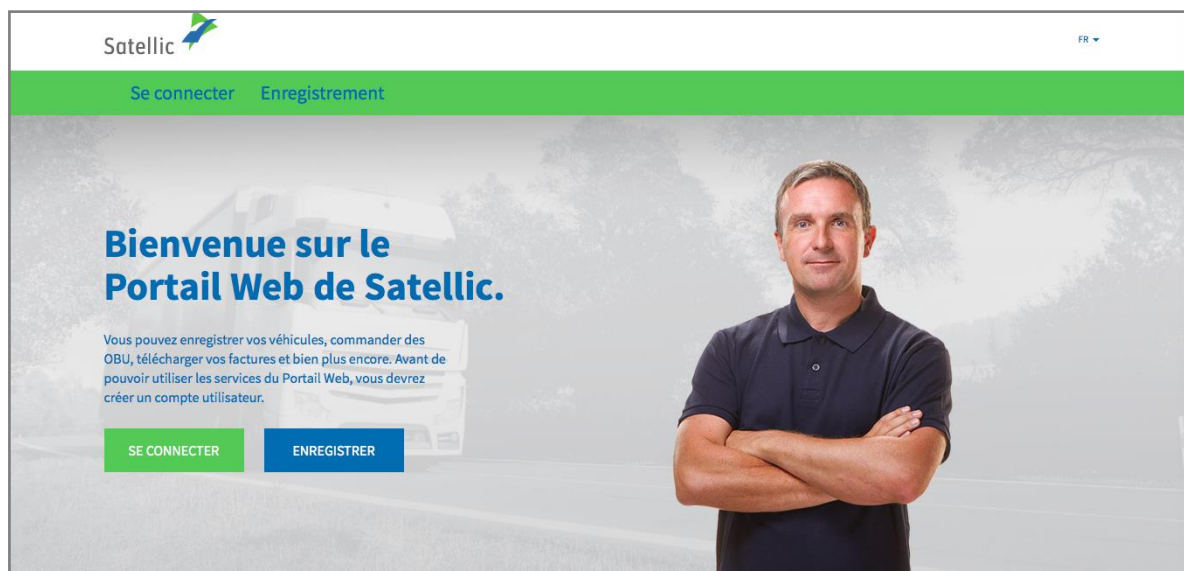 Satellic
FR
Se connecter Enregistrement
Bienvenue sur le
Portail Web de Satellic.
Vous pouvez enregistrer vos véhicules, commander des
OBU, télécharger vos factures et bien plus encore. Avant de
pouvoir utiliser les services du Portail Web, vous devrez
créer un compte utilisateur.
SE CONNECTER ENREGISTRER